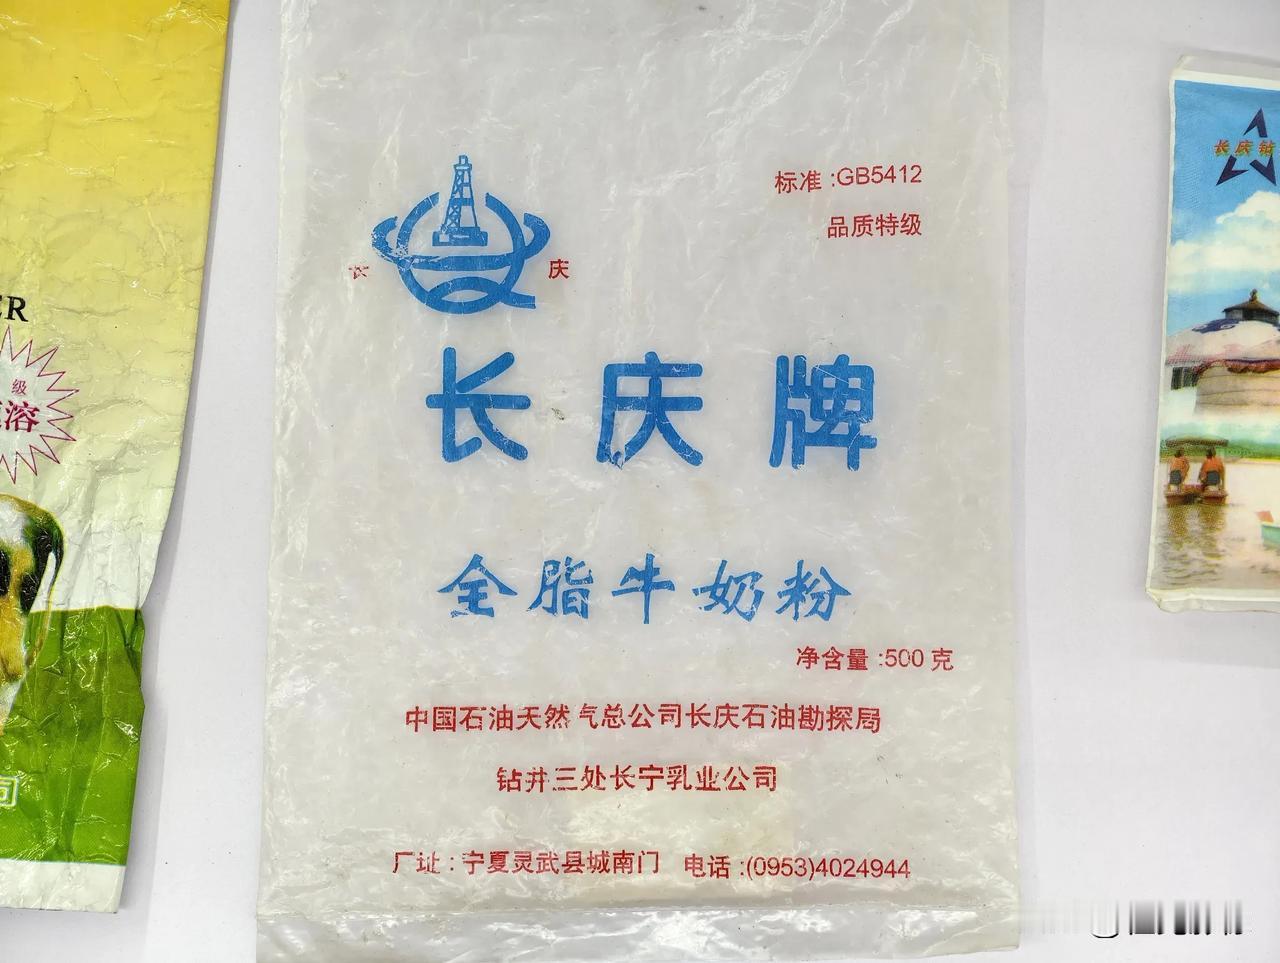 ER
级
溶
司
标准:GB5412
品质特级
长 庆
长庆牌
全脂牛奶粉
净含量:500克
中国石油天然气总公司长庆石油勘探局
钻井三处长宁乳业公司
厂址:宁夏灵武县城南门 电话:(0953)4024944
长庆钻